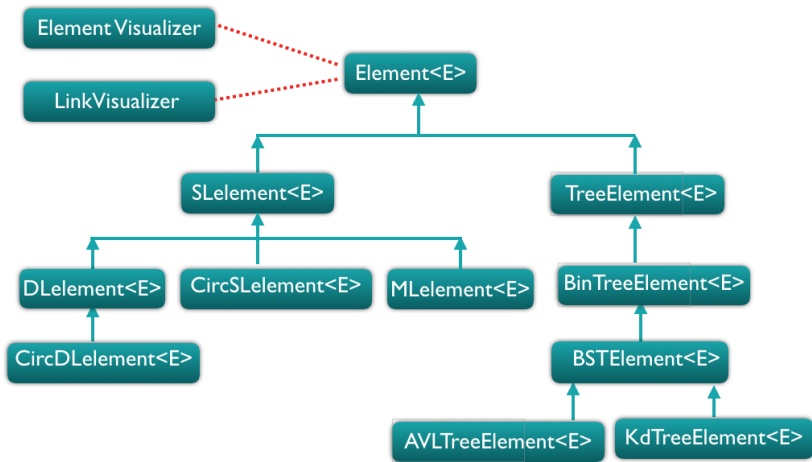 Element Visualizer
Element<E>
LinkVisualizer
SLelement<E>
TreeElement<E>
DLelement<E>
CircSLelement<E>
MLelement<E>
BinTreeElement<E>
CircDLelement<E>
BSTElement<E>
AVLTreeElement<E>
KdTreeElement<E>